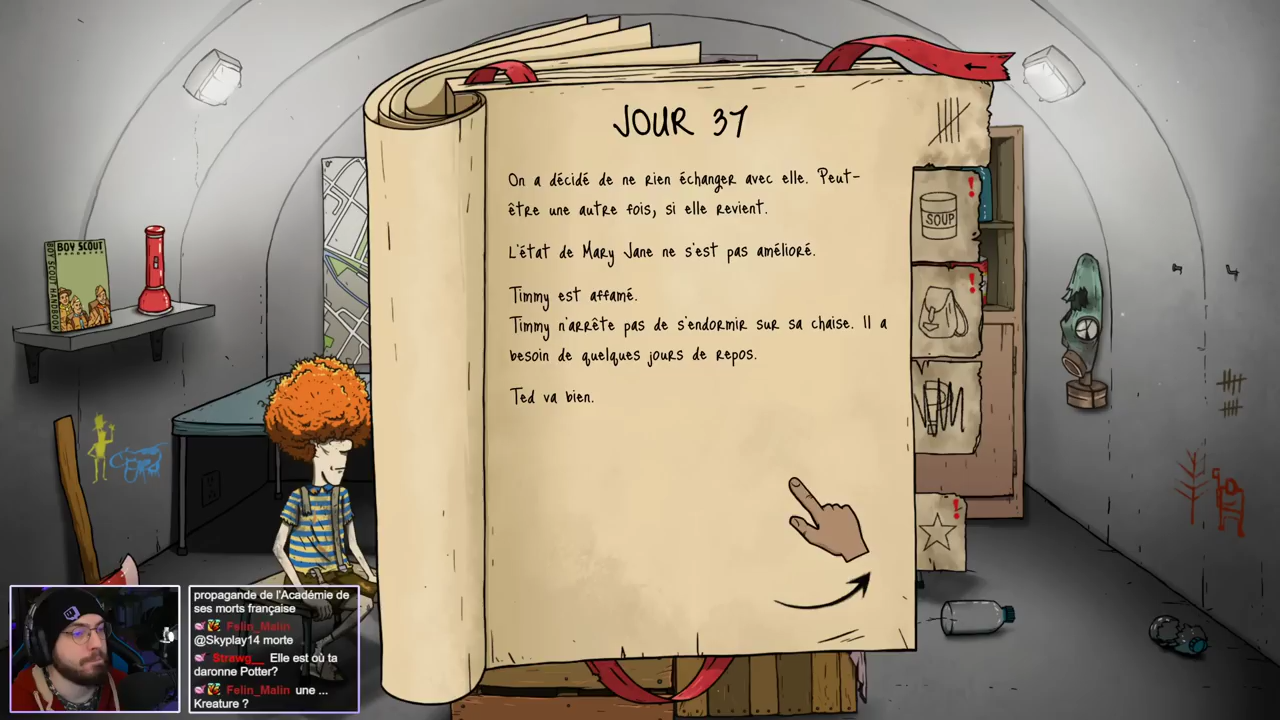 JOUR 37
On a décidé de ne rien échanger avec elle. Peut-
être une autre fois, si elle revient.
L'état de Mary Jane ne s'est pas amélioré.
Timmy est affamé.
Timmy n'arrête pas de s'endormir sur sa chaise. Il a
besoin de quelques jours de repos.
Ted va bien.
SOUP
BOY SCOUT
BOY SCOUT HANDBOOK
propagande de l'Académie de
ses morts française
Felin_Malin
@Skyplay14 morte
Strawg__ Elle est où ta
daronne Potter?
Felin_Malin une ...
Kreature ?